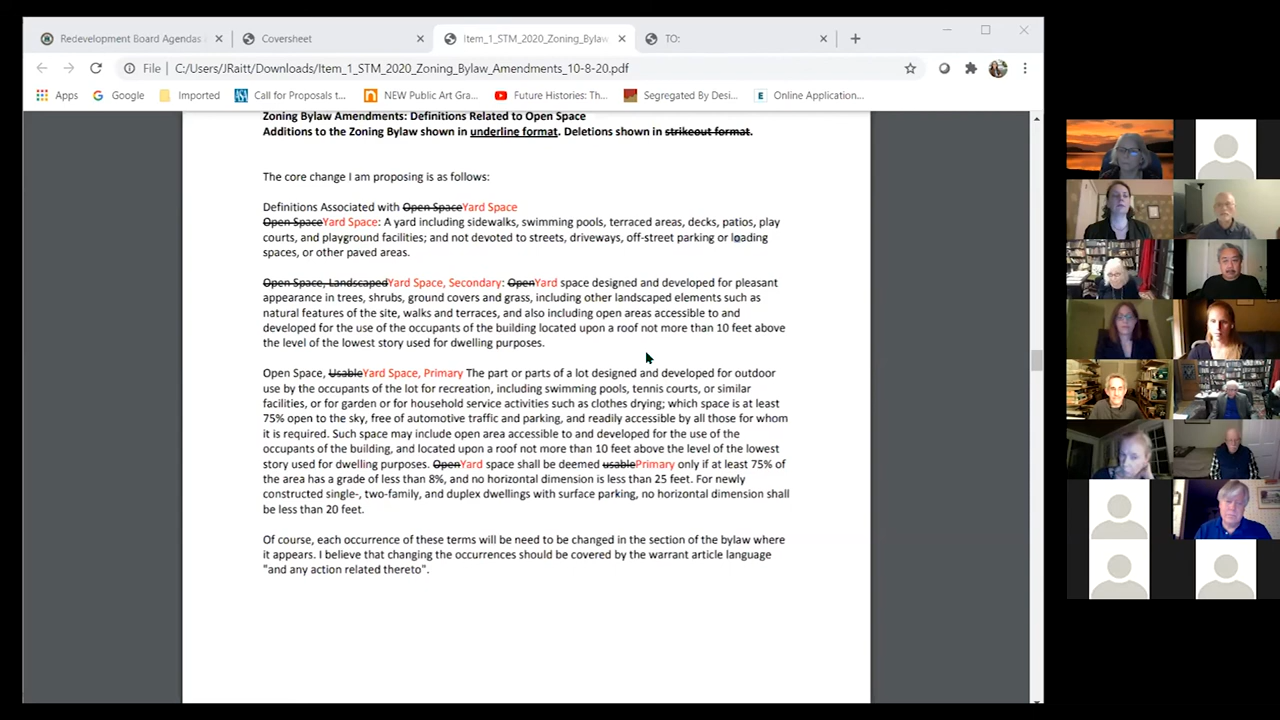 Redevelopment Board Agendas
Coversheet
Item_1_STM_2020_Zoning_Bylaw
TO:
File
C:/Users/JRaitt/Downloads/Item_1_STM_2020_Zoning_Bylaw_Amendments_10-8-20.pdf
Apps
Google
Imported
Call for Proposals t...
NEW Public Art Gra...
Future Histories: Th...
Segregated By Desi...
Online Application...
Zoning Bylaw Amendments: Definitions Related to Open Space
Additions to the Zoning Bylaw shown in underline format. Deletions shown in strikeout format.
The core change I am proposing is as follows:
Definitions Associated with Open SpaceYard Space
Open SpaceYard Space: A yard including sidewalks, swimming pools, terraced areas, decks, patios, play
courts, and playground facilities; and not devoted to streets, driveways, off-street parking or loading
spaces, or other paved areas.
Open Space, LandscapedYard Space, Secondary: OpenYard space designed and developed for pleasant
appearance in trees, shrubs, ground covers and grass, including other landscaped elements such as
natural features of the site, walks and terraces, and also including open areas accessible to and
developed for the use of the occupants of the building located upon a roof not more than 10 feet above
the level of the lowest story used for dwelling purposes.
Open Space, UsableYard Space, Primary The part or parts of a lot designed and developed for outdoor
use by the occupants of the lot for recreation, including swimming pools, tennis courts, or similar
facilities, or for garden or for household service activities such as clothes drying; which space is at least
75% open to the sky, free of automotive traffic and parking, and readily accessible by all those for whom
it is required. Such space may include open area accessible to and developed for the use of the
occupants of the building, and located upon a roof not more than 10 feet above the level of the lowest
story used for dwelling purposes. OpenYard space shall be deemed usablePrimary only if at least 75% of
the area has a grade of less than 8%, and no horizontal dimension is less than 25 feet. For newly
constructed single-, two-family, and duplex dwellings with surface parking, no horizontal dimension shall
be less than 20 feet.
Of course, each occurrence of these terms will be need to be changed in the section of the bylaw where
it appears. I believe that changing the occurrences should be covered by the warrant article language
"and any action related thereto".